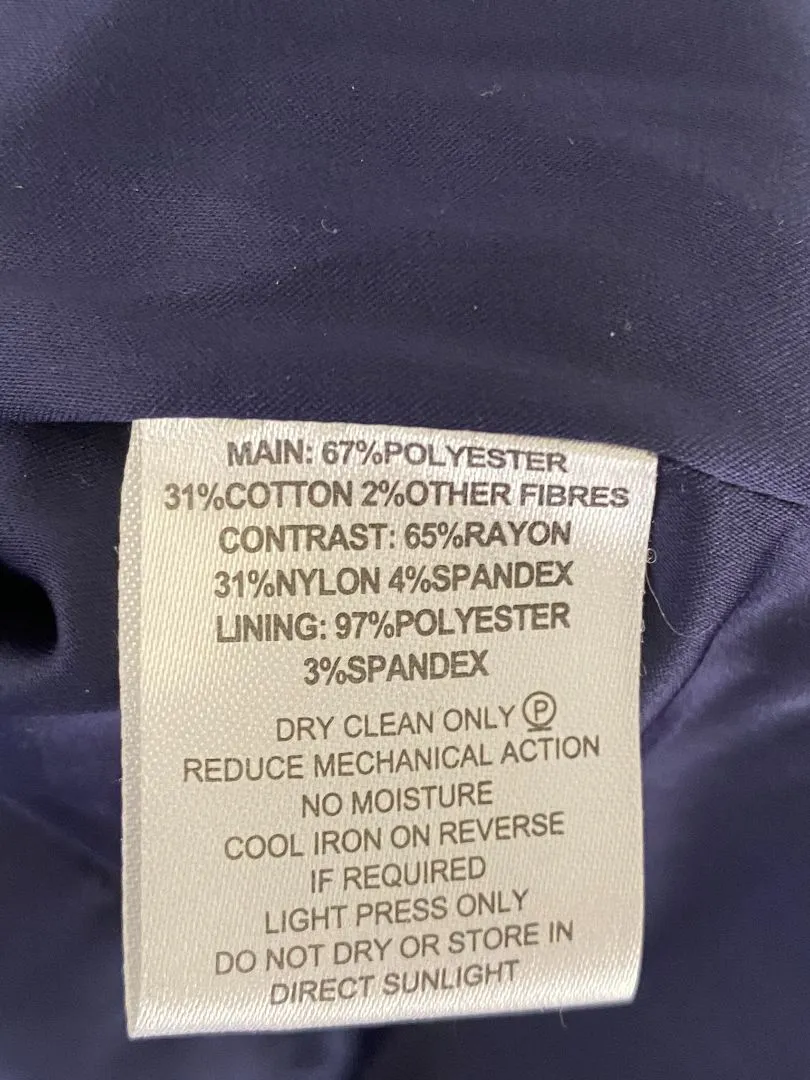 MAIN: 67%POLYESTER
31%COTTON 2%OTHER FIBRES
CONTRAST: 65%RAYON
31%NYLON 4%SPANDEX
LINING: 97%POLYESTER
3%SPANDEX
DRY CLEAN ONLY Ⓟ
REDUCE MECHANICAL ACTION
NO MOISTURE
COOL IRON ON REVERSE
IF REQUIRED
LIGHT PRESS ONLY
DO NOT DRY OR STORE IN
DIRECT SUNLIGHT